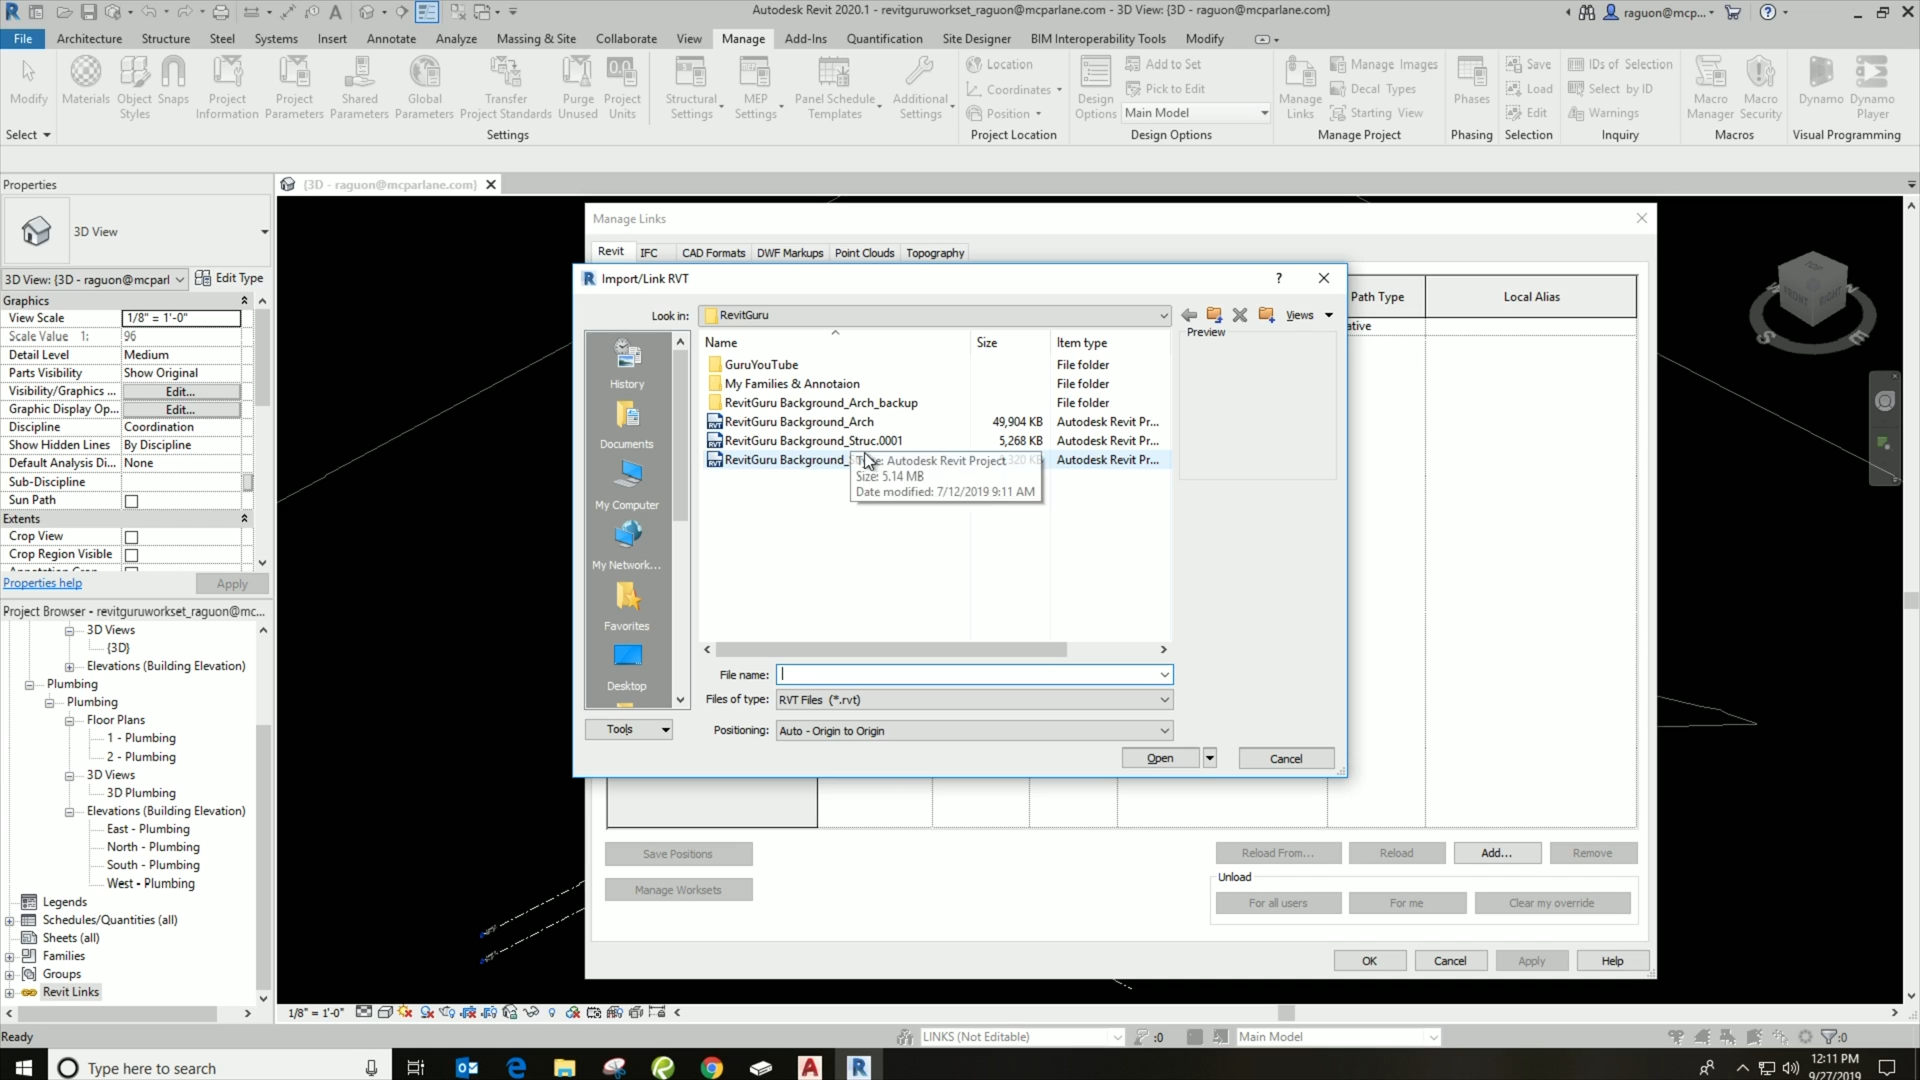 Autodesk Revit 2020.1 - revitguruworkset_raguon@mcparlane.com - 3D View: {3D - raguon@mcparlane.com}
raguon@mcp...
File Architecture Structure Steel Systems Insert Annotate Analyze Massing & Site Collaborate View Manage Add-Ins Quantification Site Designer BIM Interoperability Tools Modify
Modify Materials Object Styles Snaps Project Information Project Parameters Shared Parameters Global Parameters Transfer Project Standards Purge Unused Project Units Structural Settings MEP Settings Panel Schedule Templates Additional Settings
Location Coordinates Position
Design Options Add to Set Pick to Edit Main Model
Manage Links Manage Images Decal Types Starting View
Phases Save Load Edit
IDs of Selection Select by ID Warnings
Macro Manager Macro Security Dynamo Dynamo Player
Select Settings Project Location Design Options Manage Project Phasing Selection Inquiry Macros Visual Programming
Properties
{3D - raguon@mcparlane.com}
3D View
3D View: {3D - raguon@mcparl Edit Type
Graphics
View Scale 1/8" = 1'-0"
Scale Value 1: 96
Detail Level Medium
Parts Visibility Show Original
Visibility/Graphics ... Edit...
Graphic Display Op... Edit...
Discipline Coordination
Show Hidden Lines By Discipline
Default Analysis Di... None
Sub-Discipline
Sun Path
Extents
Crop View
Crop Region Visible
Properties help Apply
Project Browser - revitguruworkset_raguon@mc...
3D Views
{3D}
Elevations (Building Elevation)
Plumbing
Plumbing
Floor Plans
1 - Plumbing
2 - Plumbing
3D Views
3D Plumbing
Elevations (Building Elevation)
East - Plumbing
North - Plumbing
South - Plumbing
West - Plumbing
Legends
Schedules/Quantities (all)
Sheets (all)
Families
Groups
Revit Links
Manage Links
Revit IFC CAD Formats DWF Markups Point Clouds Topography
Path Type Local Alias
ative
Import/Link RVT
?
Look in: RevitGuru Views
Preview
Name Size Item type
GuruYouTube File folder
My Families & Annotaion File folder
RevitGuru Background_Arch_backup File folder
RevitGuru Background_Arch 49,904 KB Autodesk Revit Pr...
RevitGuru Background_Struc.0001 5,268 KB Autodesk Revit Pr...
RevitGuru Background_ Autodesk Revit Pr...
Autodesk Revit Project
Size: 5.14 MB
Date modified: 7/12/2019 9:11 AM
History
Documents
My Computer
My Network...
Favorites
Desktop
File name:
Files of type: RVT Files (*.rvt)
Tools Positioning: Auto - Origin to Origin
Open Cancel
Save Positions Reload From... Reload Add... Remove
Manage Worksets
Unload
For all users For me Clear my override
OK Cancel Apply Help
TOP
FRONT
RIGHT
S
E
1/8" = 1'-0"
Ready LINKS (Not Editable) :0 Main Model :0
Type here to search
12:11 PM
9/27/2019